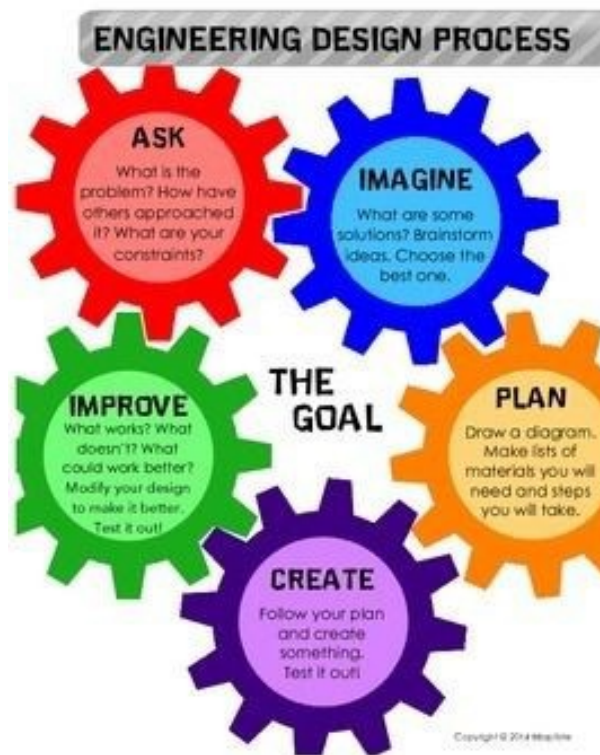 ENGINEERING DESIGN PROCESS
ASK
What is the
problem? How have
others approached
it? What are your
constraints?
IMAGINE
What are some
solutions? Brainstorm
ideas. Choose the
best one.
THE
GOAL
PLAN
Draw a diagram.
Make lists of
materials you will
need and steps
you will take.
CREATE
Follow your plan
and create
something.
Test it out!
IMPROVE
What works? What
doesn't? What
could work better?
Modify your design
to make it better.
Test it out!
Copyright © 2014